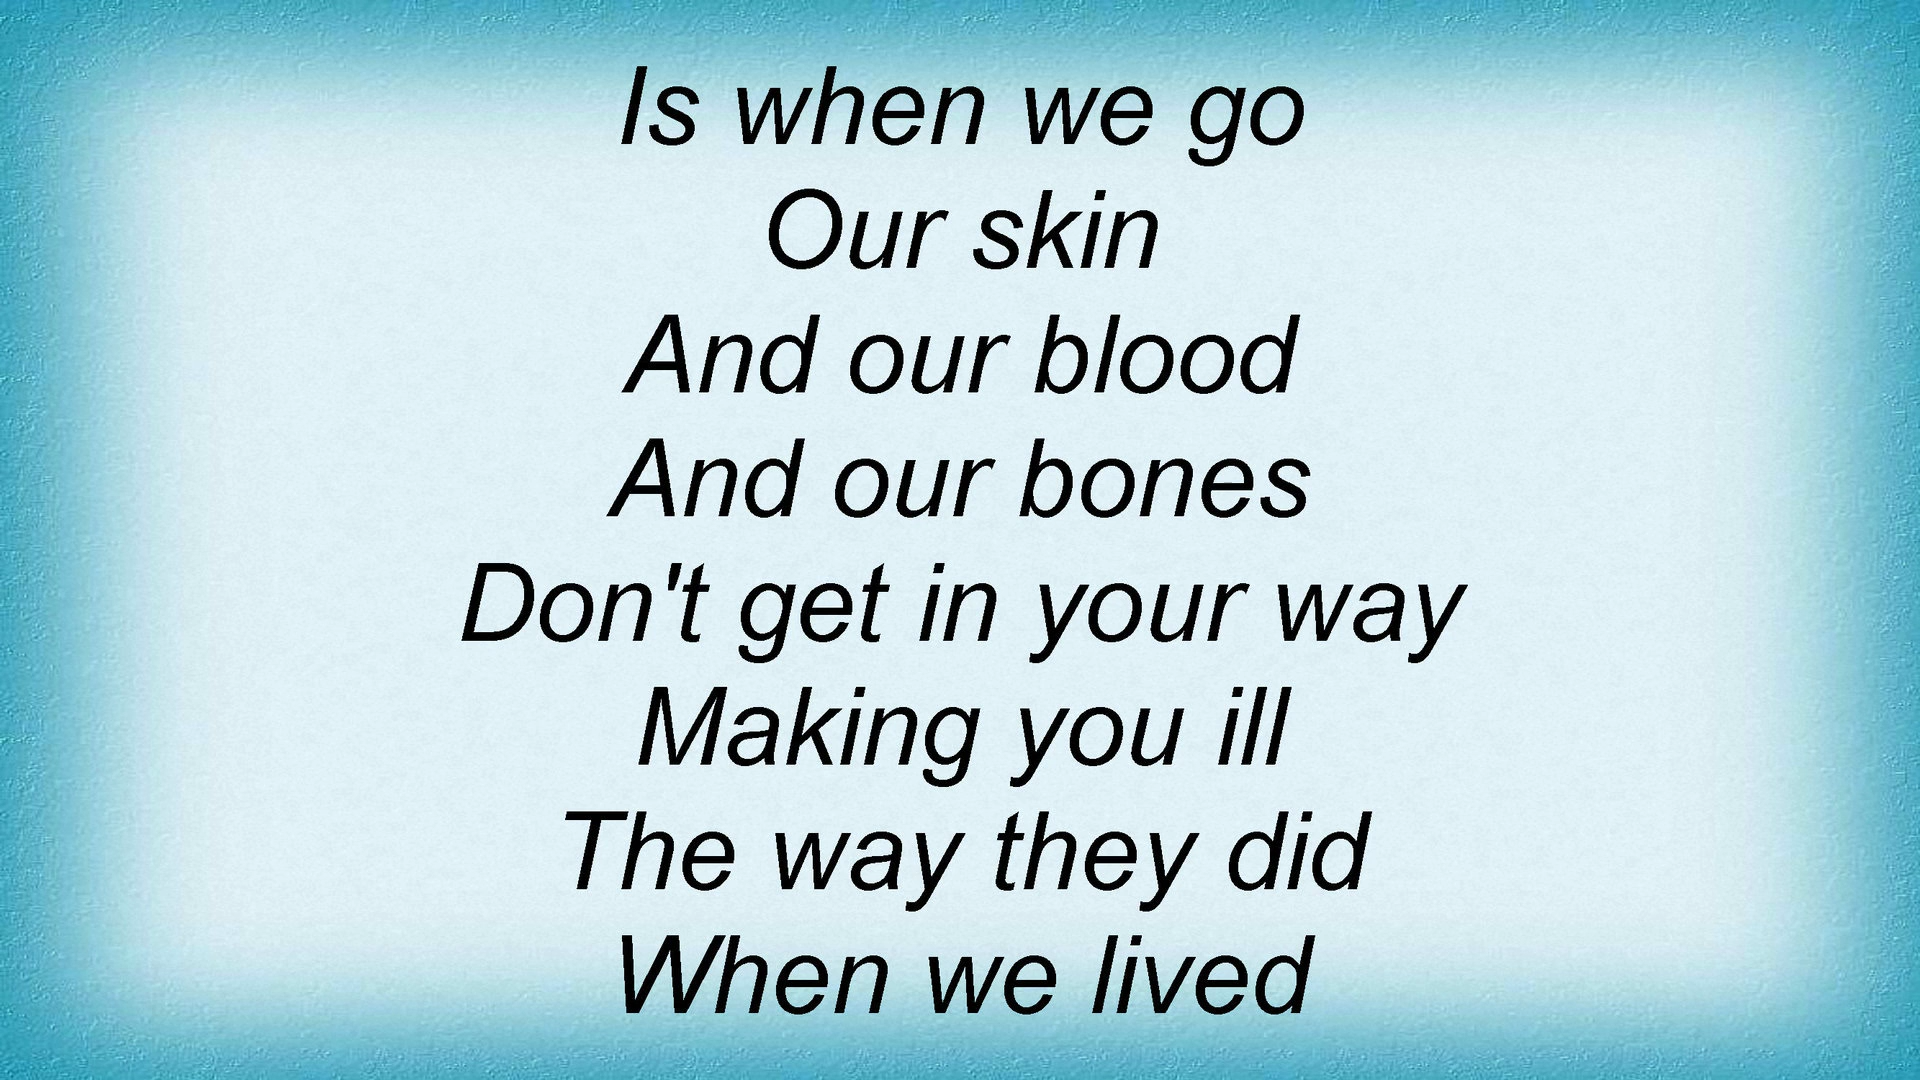 Is when we go
Our skin
And our blood
And our bones
Don't get in your way
Making you ill
The way they did
When we lived